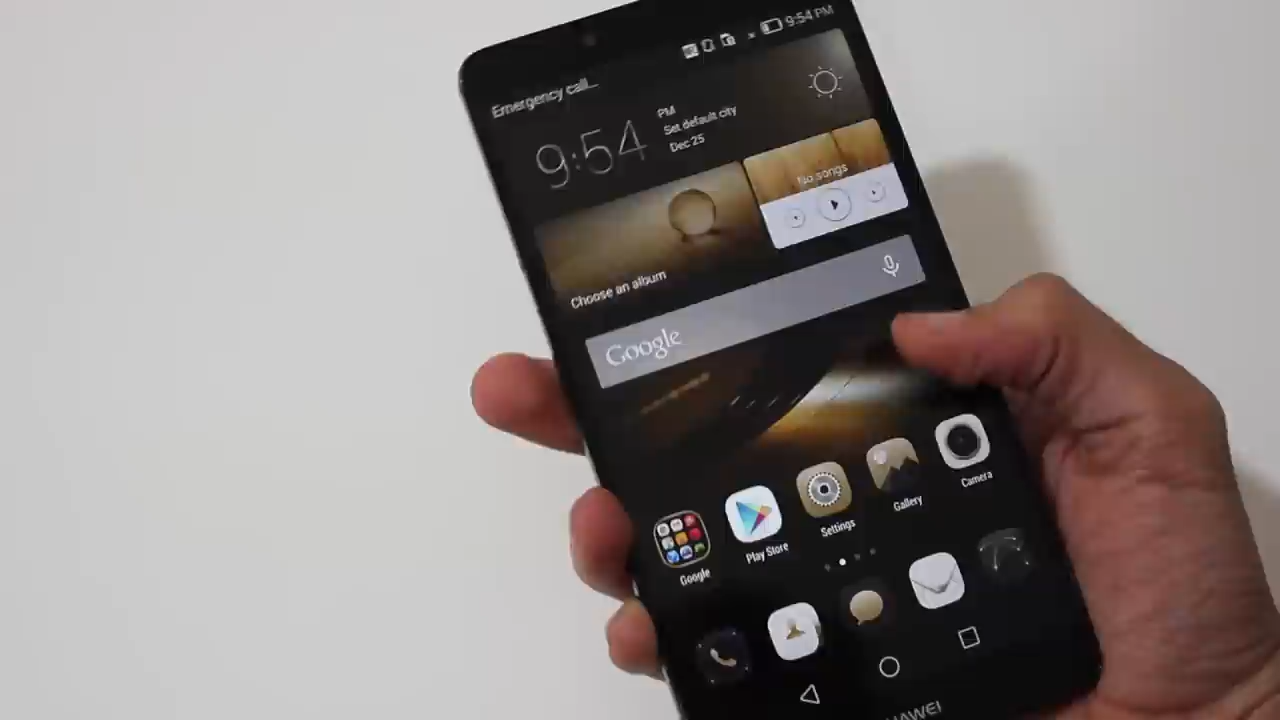 9:54 PM
Emergency call...
9:54
PM
Set default city
Dec 25
No songs
Choose an album
Google
Camera
Gallery
Settings
Play Store
Google
HUAWEI